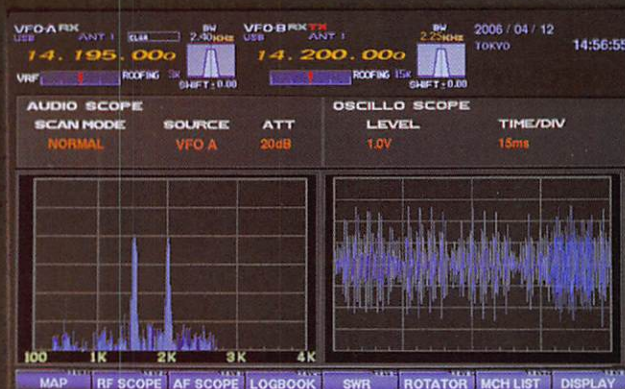 VFO-A RX
USB ANT 1
BW
2.40KHz
14.195.000
VRF
ROOFING 3K
SHIFT ± 0.00
VFO-B RX TX
USB ANT 1
BW
2.25KHz
14.200.000
ROOFING 15K
SHIFT ± 0.00
2006 / 04 / 12
TOKYO
14:56:55
AUDIO SCOPE
SCAN MODE SOURCE ATT
NORMAL VFO A 20dB
OSCILLO SCOPE
LEVEL TIME/DIV
1.0V 15ms
100 1K 2K 3K 4K
MAP RF SCOPE AF SCOPE LOGBOOK SWR ROTATOR MCH LIST DISPLAY